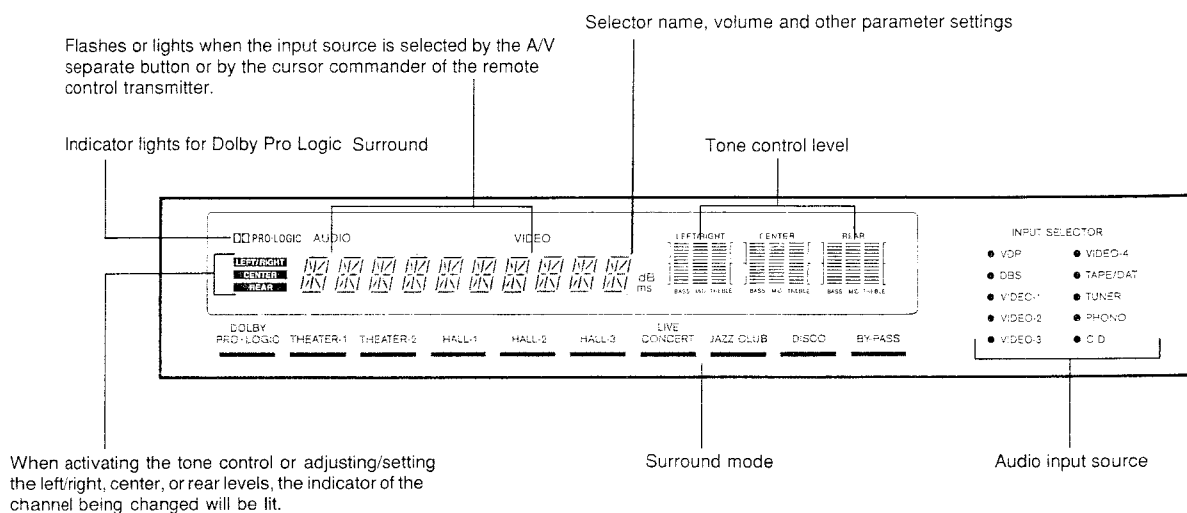 Selector name, volume and other parameter settings
Flashes or lights when the input source is selected by the A/V
separate button or by the cursor commander of the remote
control transmitter.
Indicator lights for Dolby Pro Logic Surround
Tone control level
PRO·LOGIC AUDIO VIDEO
LEFT/RIGHT CENTER REAR
INPUT SELECTOR
LEFT/RIGHT
CENTER
REAR
dB
ms
BASS MID TREBLE BASS MID TREBLE BASS MID TREBLE
VDP VIDEO-4
DBS TAPE/DAT
VIDEO-1 TUNER
VIDEO-2 PHONO
VIDEO-3 CD
DOLBY
PRO·LOGIC THEATER-1 THEATER-2 HALL-1 HALL-2 HALL-3 LIVE
CONCERT JAZZ CLUB DISCO BY-PASS
When activating the tone control or adjusting/setting
the left/right, center, or rear levels, the indicator of the
channel being changed will be lit.
Surround mode
Audio input source